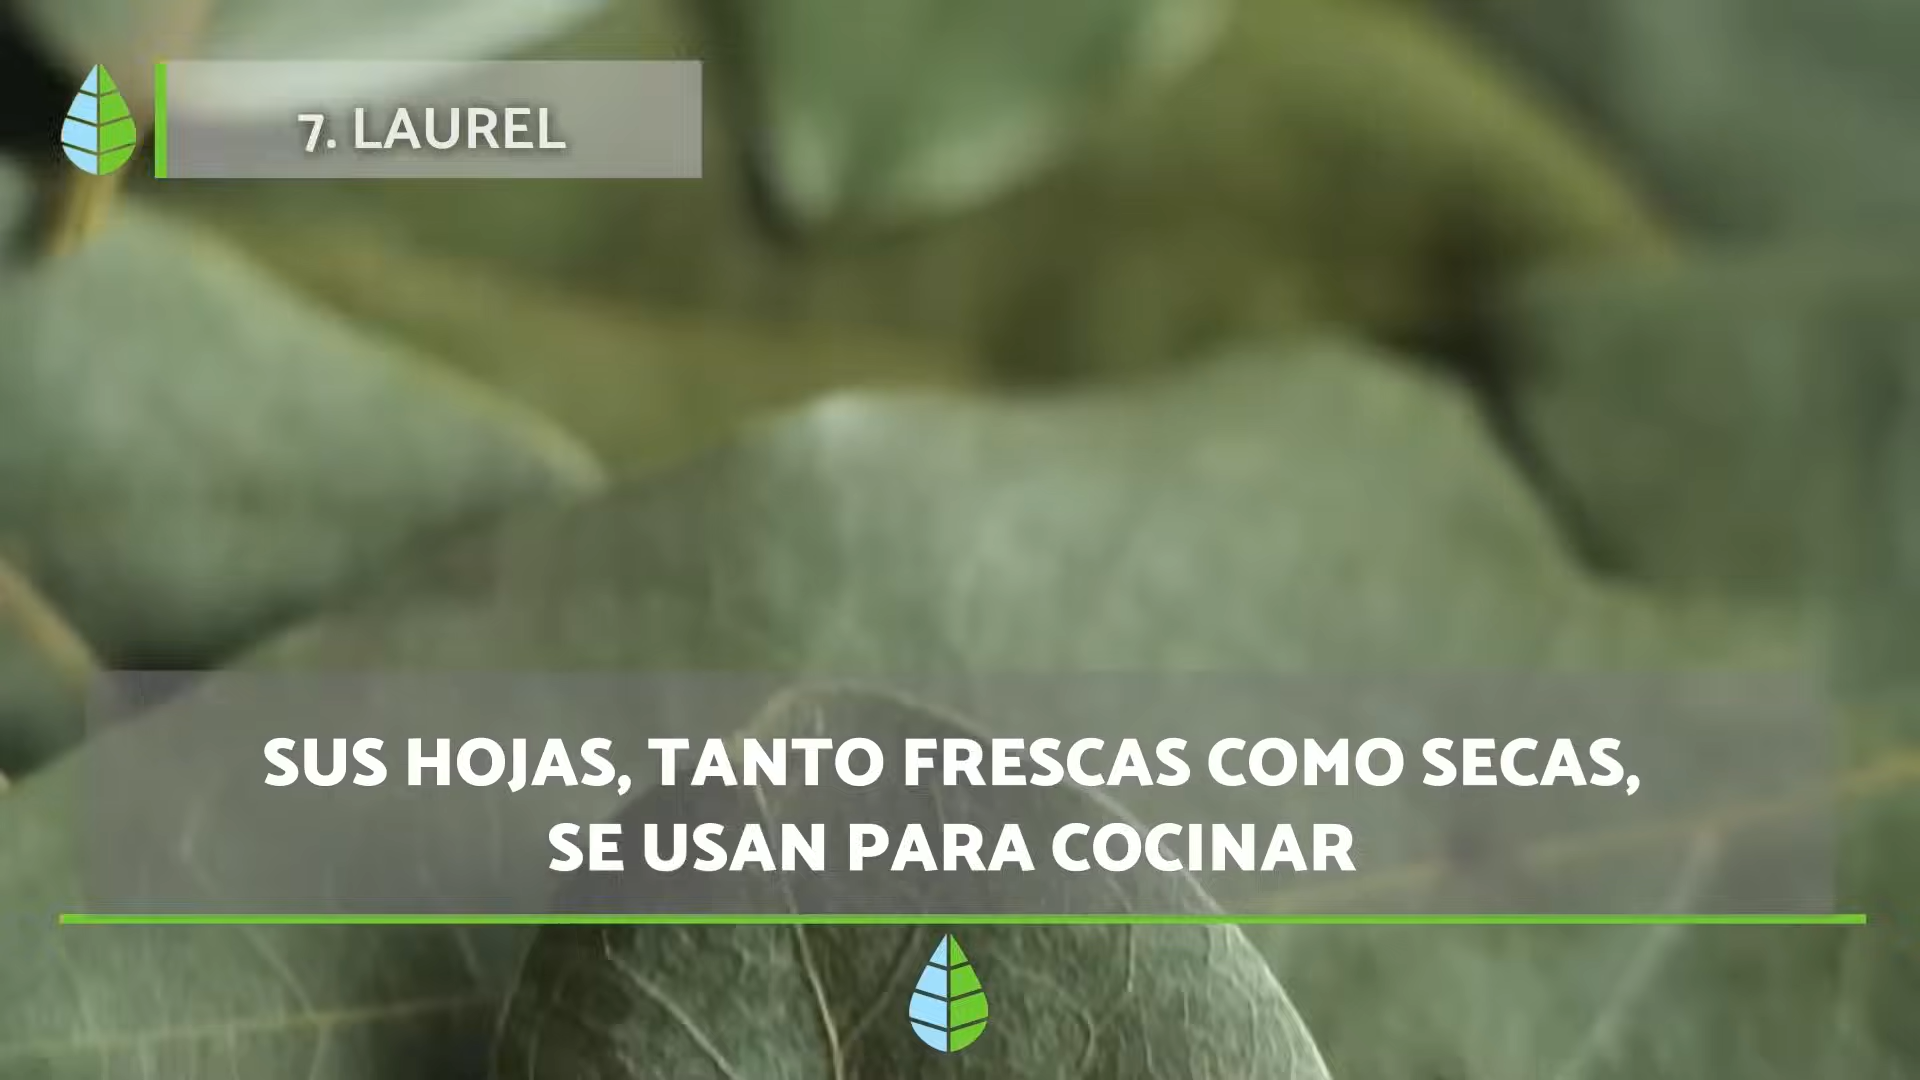 7. LAUREL
SUS HOJAS, TANTO FRESCAS COMO SECAS,
SE USAN PARA COCINAR